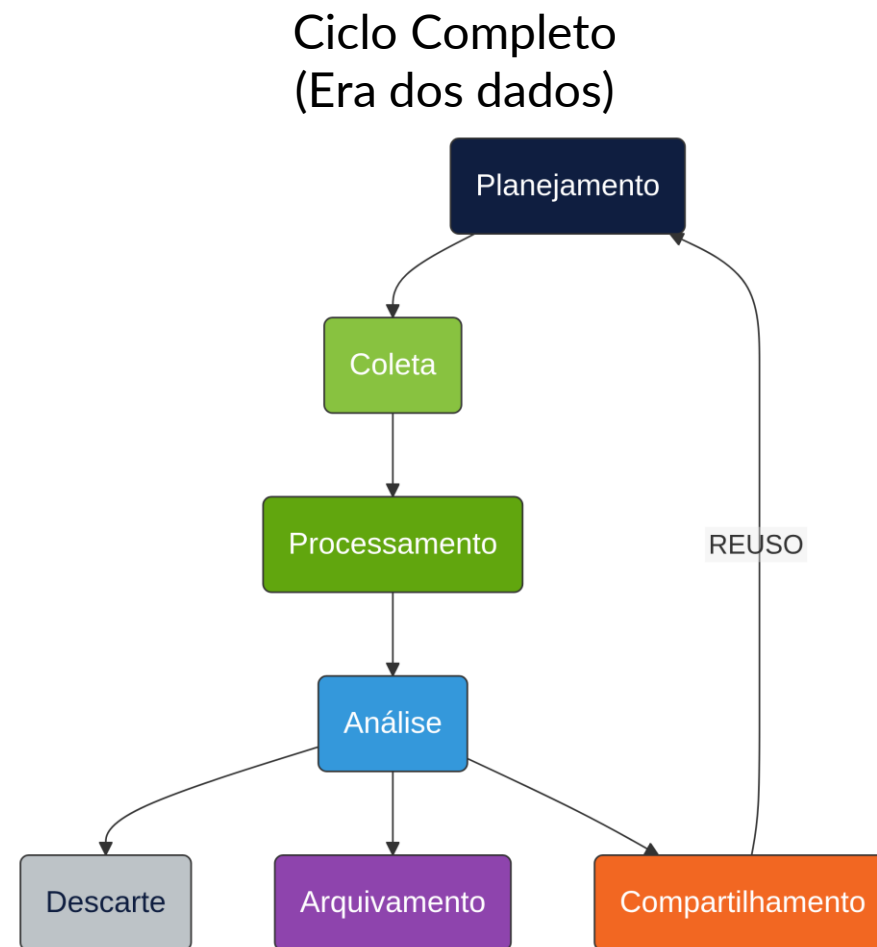 Ciclo Completo
(Era dos dados)
Planejamento
Coleta
Processamento
REUSO
Análise
Descarte
Arquivamento
Compartilhamento